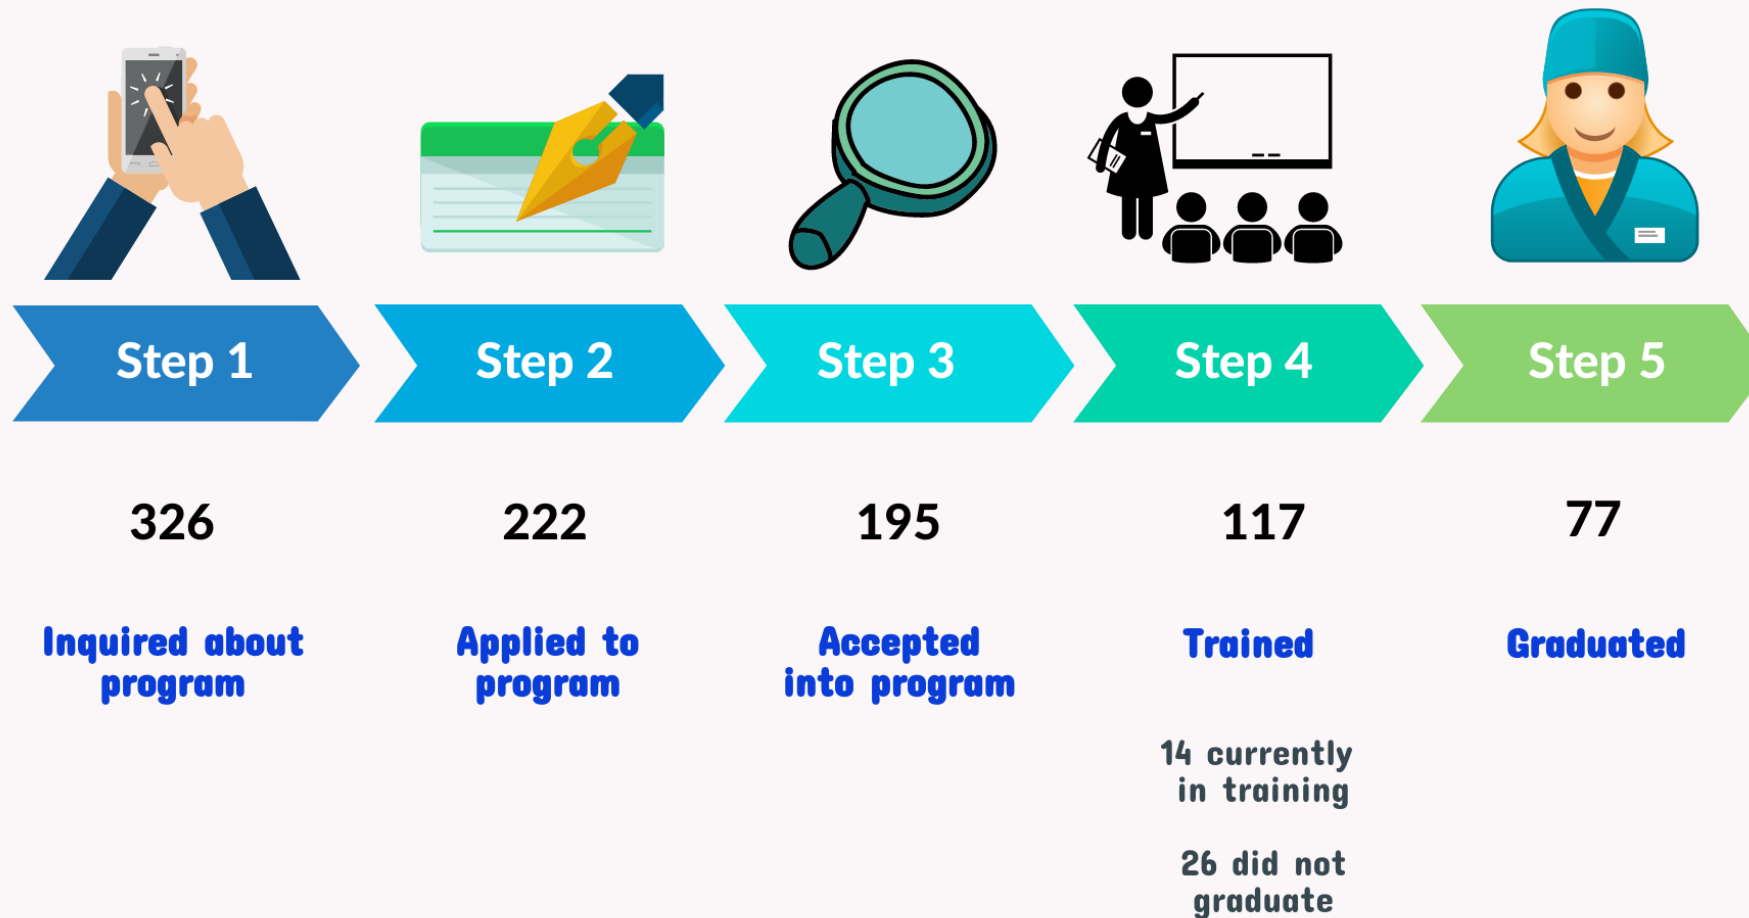 Step 1
Step 2
Step 3
Step 4
Step 5
326
222
195
117
77
Inquired about
program
Applied to
program
Accepted
into program
Trained
Graduated
14 currently
in training
26 did not
graduate